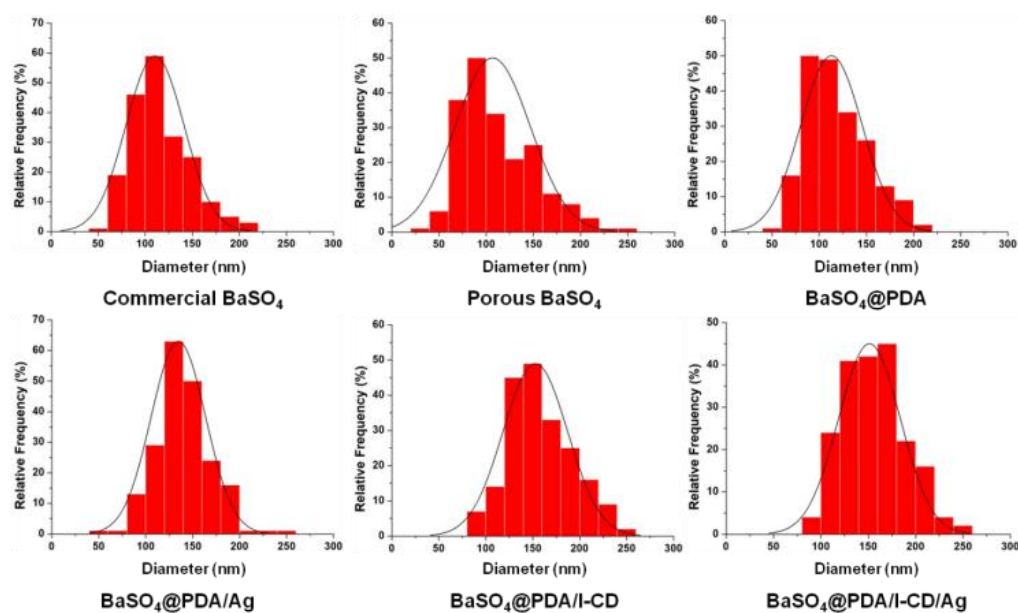 70
60
50
40
30
20
10
0
Relative Frequency (%)
0 50 100 150 200 250 300
Diameter (nm)
Commercial BaSO4
60
50
40
30
20
10
0
Relative Frequency (%)
0 50 100 150 200 250 300
Diameter (nm)
Porous BaSO4
60
50
40
30
20
10
0
Relative Frequency (%)
0 50 100 150 200 250 300
Diameter (nm)
BaSO4@PDA
70
60
50
40
30
20
10
0
Relative Frequency (%)
0 50 100 150 200 250 300
Diameter (nm)
BaSO4@PDA/Ag
60
50
40
30
20
10
0
Relative Frequency (%)
0 50 100 150 200 250 300
Diameter (nm)
BaSO4@PDA/I-CD
50
40
30
20
10
0
Relative Frequency (%)
0 50 100 150 200 250 300
Diameter (nm)
BaSO4@PDA/I-CD/Ag